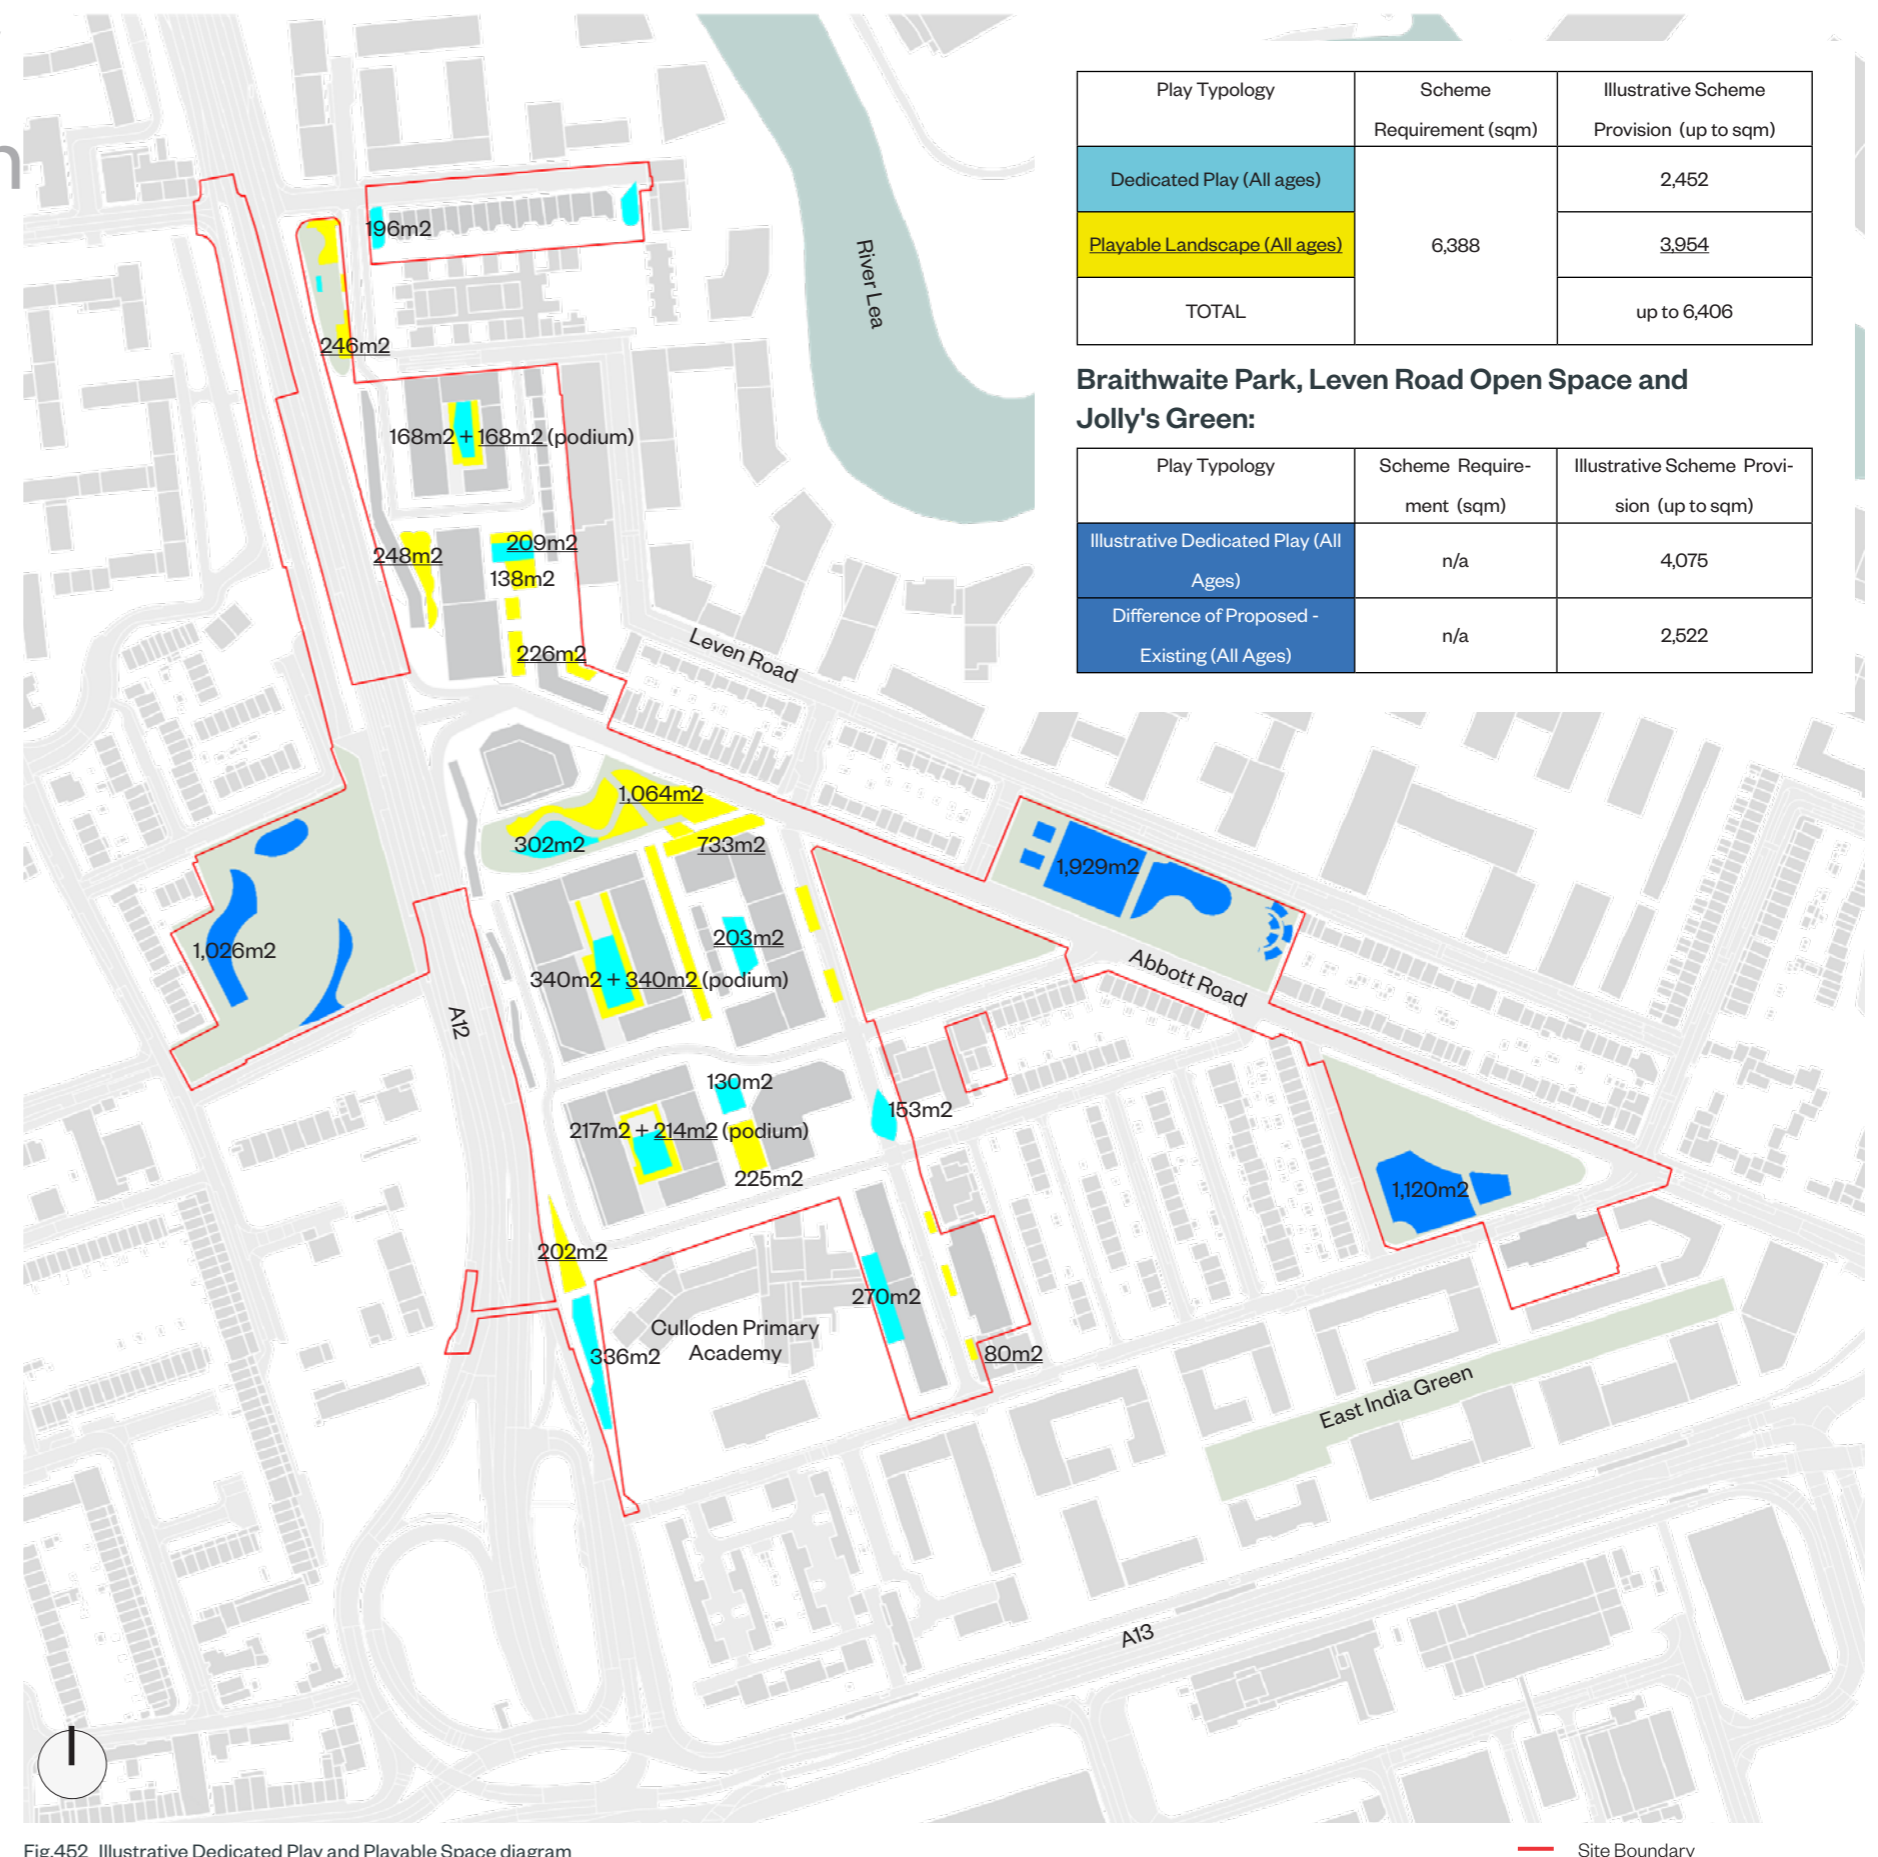 n
Play Typology
Scheme
Requirement (sqm)
Illustrative Scheme
Provision (up to sqm)
Dedicated Play (All ages)
2,452
Playable Landscape (All ages)
6,388
3,954
TOTAL
up to 6,406
Braithwaite Park, Leven Road Open Space and
Jolly's Green:
Play Typology
Scheme Require-
ment (sqm)
Illustrative Scheme Provi-
sion (up to sqm)
Illustrative Dedicated Play (All
Ages)
n/a
4,075
Difference of Proposed -
Existing (All Ages)
n/a
2,522
196m2
River Lea
246m2
168m2 + 168m2 (podium)
248m2
209m2
138m2
226m2
Leven Road
1,064m2
302m2
733m2
1,929m2
1,026m2
203m2
340m2 + 340m2 (podium)
Abbott Road
A12
130m2
153m2
217m2 + 214m2 (podium)
225m2
1,120m2
202m2
270m2
Culloden Primary
Academy
336m2
80m2
East India Green
A13
Fig.452 Illustrative Dedicated Play and Playable Space diagram
Site Boundary